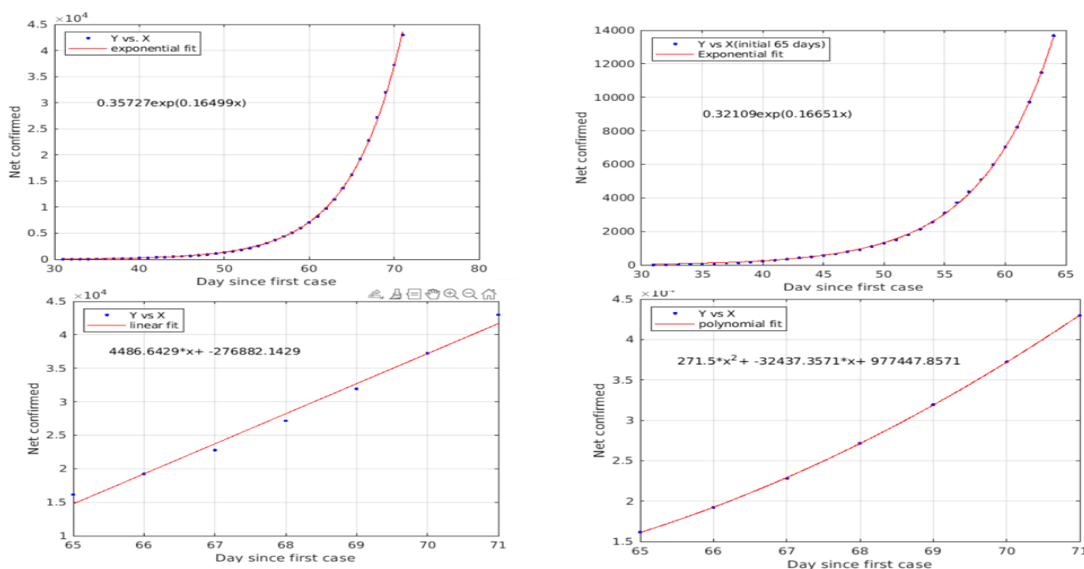 ×10⁴
4.5
4
3.5
3
2.5
2
1.5
1
0.5
0
Net confirmed
Y vs. X
exponential fit
0.35727exp(0.16499x)
30 40 50 60 70 80
Day since first case
14000
12000
10000
8000
6000
4000
2000
0
Net confirmed
Y vs X(initial 65 days)
Exponential fit
0.32109exp(0.16651x)
30 35 40 45 50 55 60 65
Day since first case
×10⁴
4.5
4
3.5
3
2.5
2
1.5
1
Net confirmed
Y vs X
linear fit
4486.6429*x+ -276882.1429
65 66 67 68 69 70 71
Day since first case
4.5
4
3.5
3
2.5
2
1.5
Net confirmed
Y vs X
polynomial fit
271.5*x² + -32437.3571*x+ 977447.8571
65 66 67 68 69 70 71
Day since first case